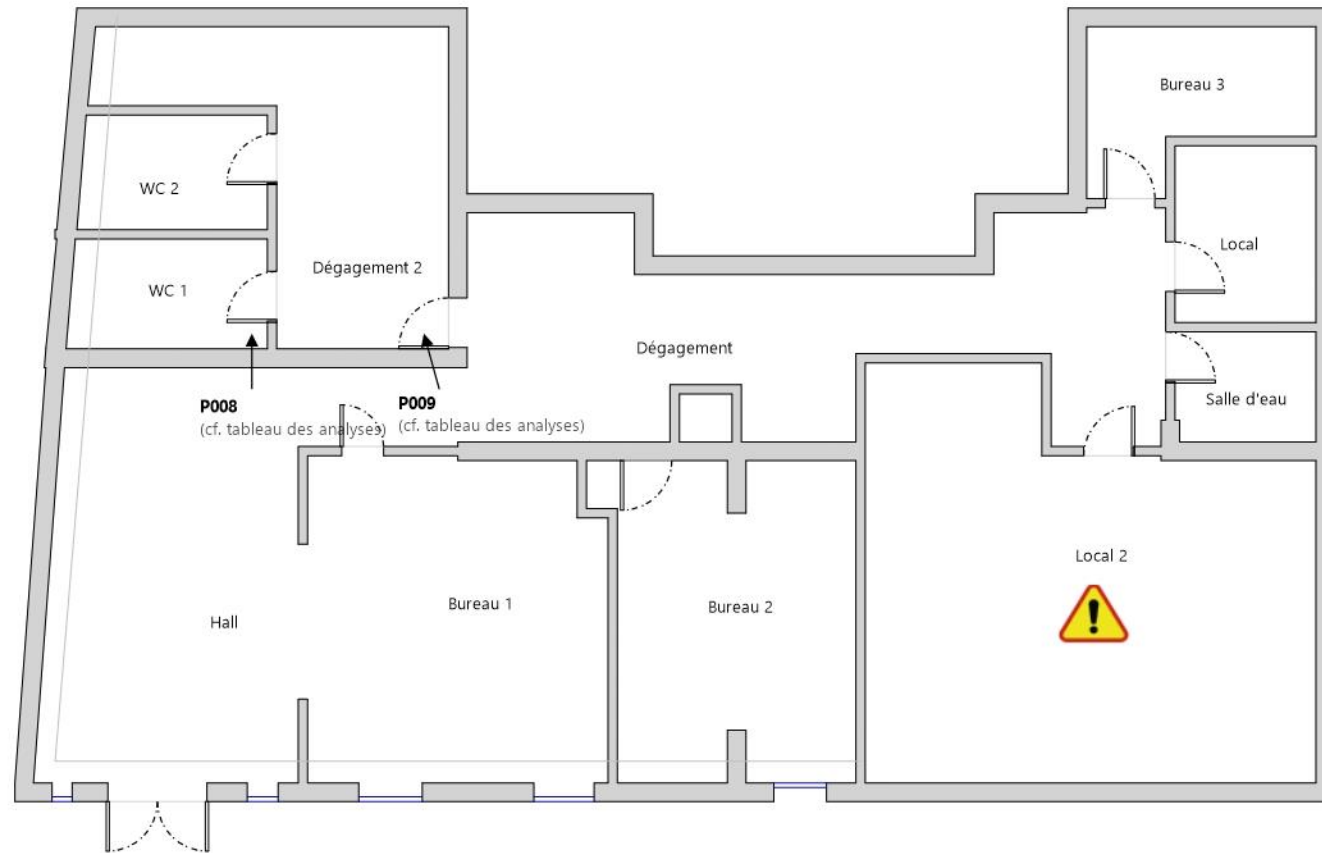 Bureau 3
WC 2
Local
Dégagement 2
WC 1
Dégagement
P008
(cf. tableau des analyses)
P009
(cf. tableau des analyses)
Salle d'eau
Local 2
Bureau 1
Bureau 2
Hall
!